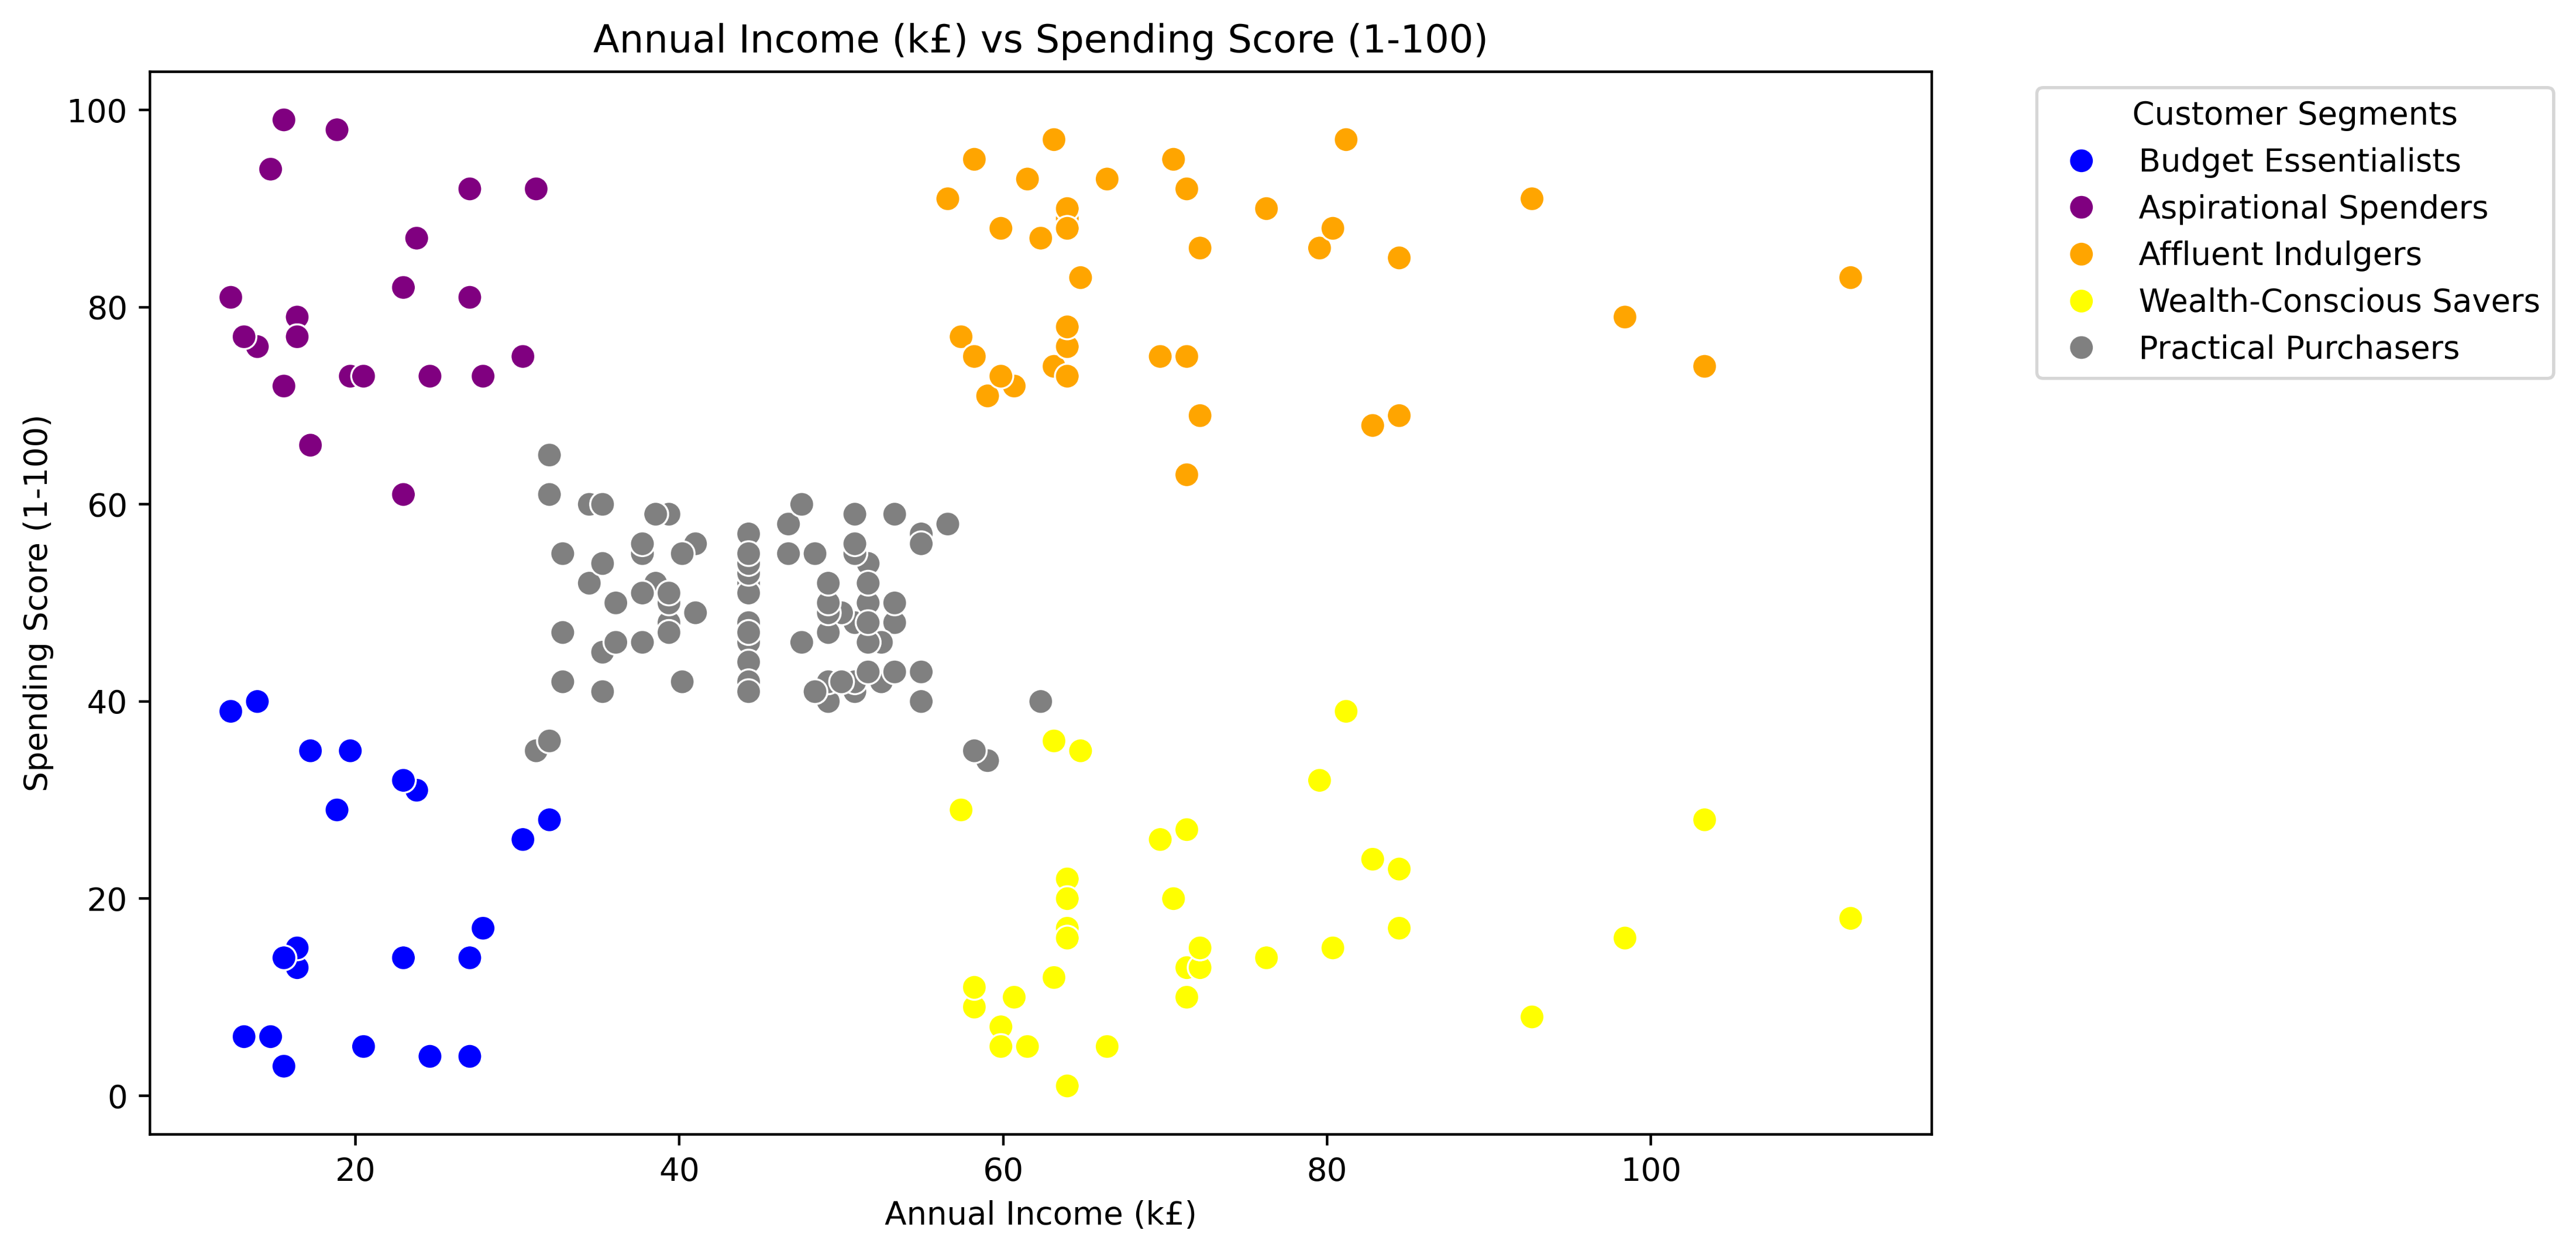 Annual Income (k£) vs Spending Score (1-100)
Spending Score (1-100)
100
80
60
40
20
0
20 40 60 80 100
Annual Income (k£)
Customer Segments
Budget Essentialists
Aspirational Spenders
Affluent Indulgers
Wealth-Conscious Savers
Practical Purchasers